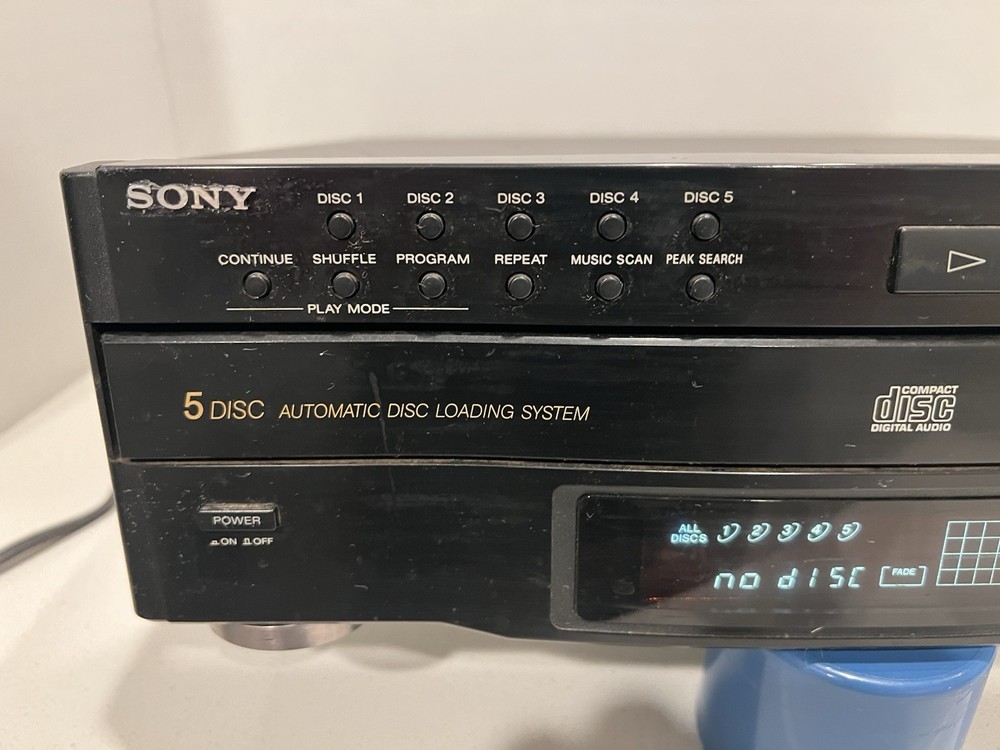 SONY
DISC 1 DISC 2 DISC 3 DISC 4 DISC 5
CONTINUE SHUFFLE PROGRAM REPEAT MUSIC SCAN PEAK SEARCH
PLAY MODE
5 DISC AUTOMATIC DISC LOADING SYSTEM
COMPACT
disc
DIGITAL AUDIO
POWER
ON OFF
ALL DISCS 1 2 3 4 5
no dISC FADE